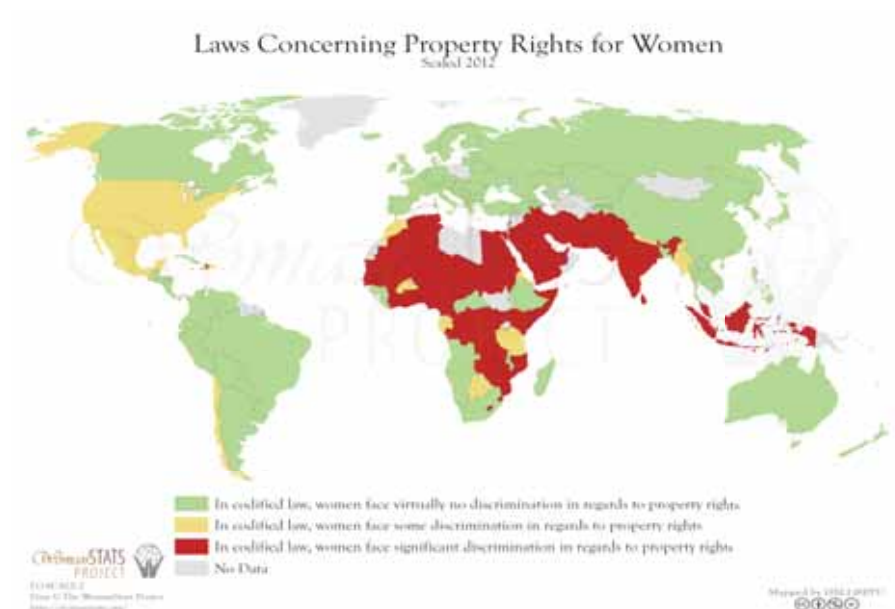 Laws Concerning Property Rights for Women
Scaled 2012
In codified law, women face virtually no discrimination in regards to property rights
In codified law, women face some discrimination in regards to property rights
In codified law, women face significant discrimination in regards to property rights
No Data
WomanSTATS
PROJECT